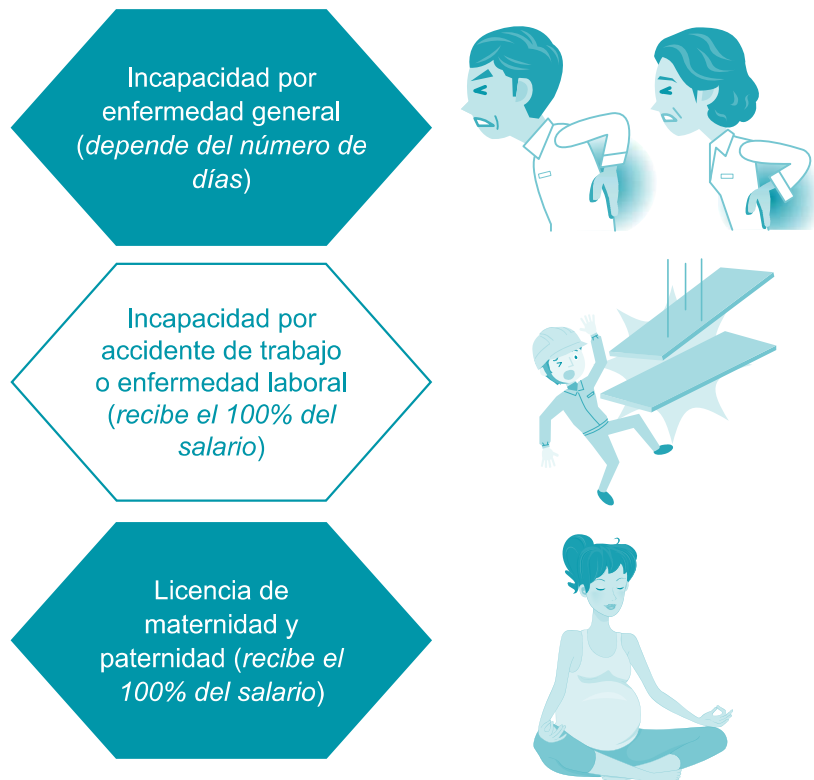 Incapacidad por
enfermedad general
(depende del número de
días)
Incapacidad por
accidente de trabajo
o enfermedad laboral
(recibe el 100% del
salario)
Licencia de
maternidad y
paternidad (recibe el
100% del salario)